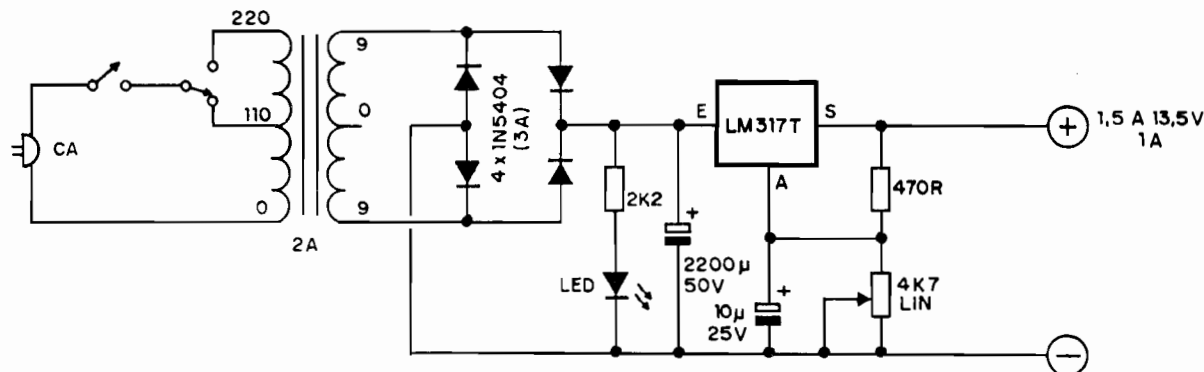 220
110
0
CA
9
0
9
2A
4 x 1N5404
(3A)
2K2
LED
+
2200µ
50V
E
LM317T
S
A
+
10µ
25V
470R
4K7
LIN
+
1,5 A 13,5V
1A
−